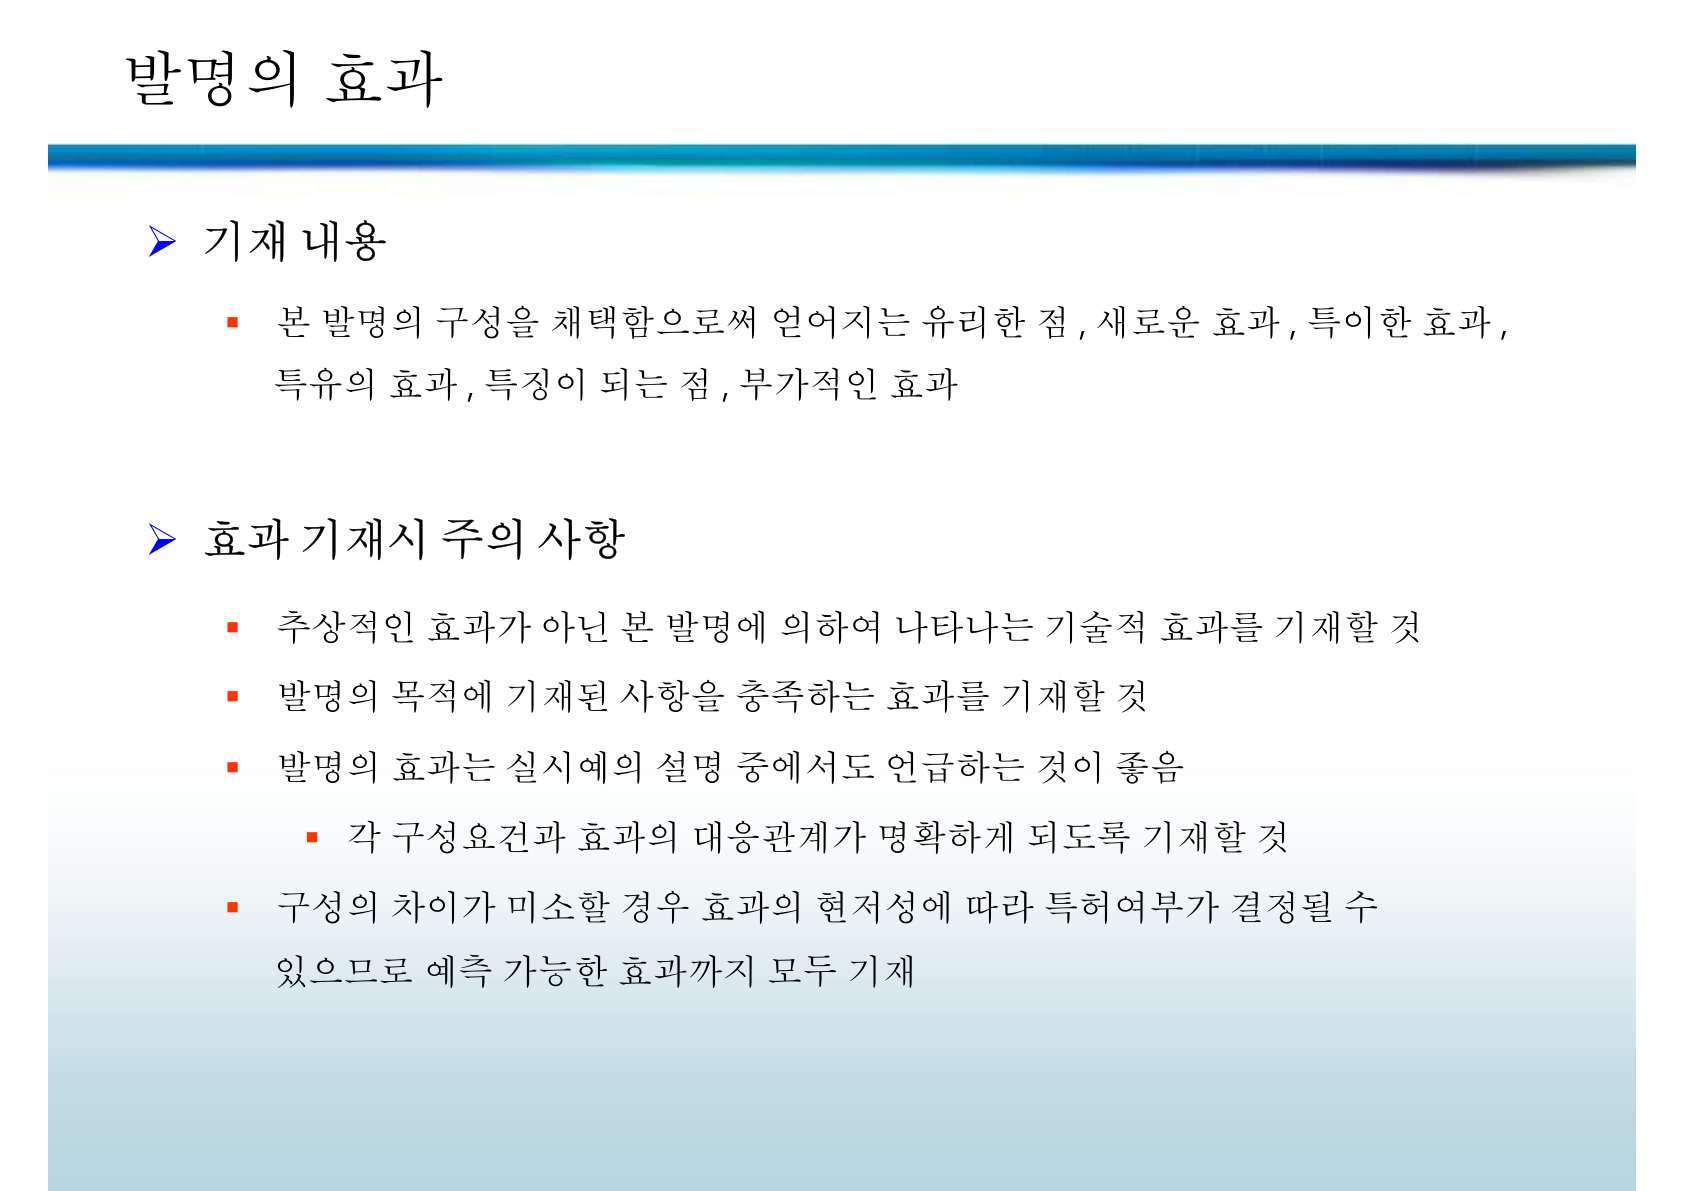 발명의 효과
기재 내용
본 발명의 구성을 채택함으로써 얻어지는 유리한 점 , 새로운 효과 , 특이한 효과 ,
특유의 효과 , 특징이 되는 점 , 부가적인 효과
효과 기재시 주의 사항
추상적인 효과가 아닌 본 발명에 의하여 나타나는 기술적 효과를 기재할 것
발명의 목적에 기재된 사항을 충족하는 효과를 기재할 것
발명의 효과는 실시예의 설명 중에서도 언급하는 것이 좋음
각 구성요건과 효과의 대응관계가 명확하게 되도록 기재할 것
구성의 차이가 미소할 경우 효과의 현저성에 따라 특허여부가 결정될 수
있으므로 예측 가능한 효과까지 모두 기재